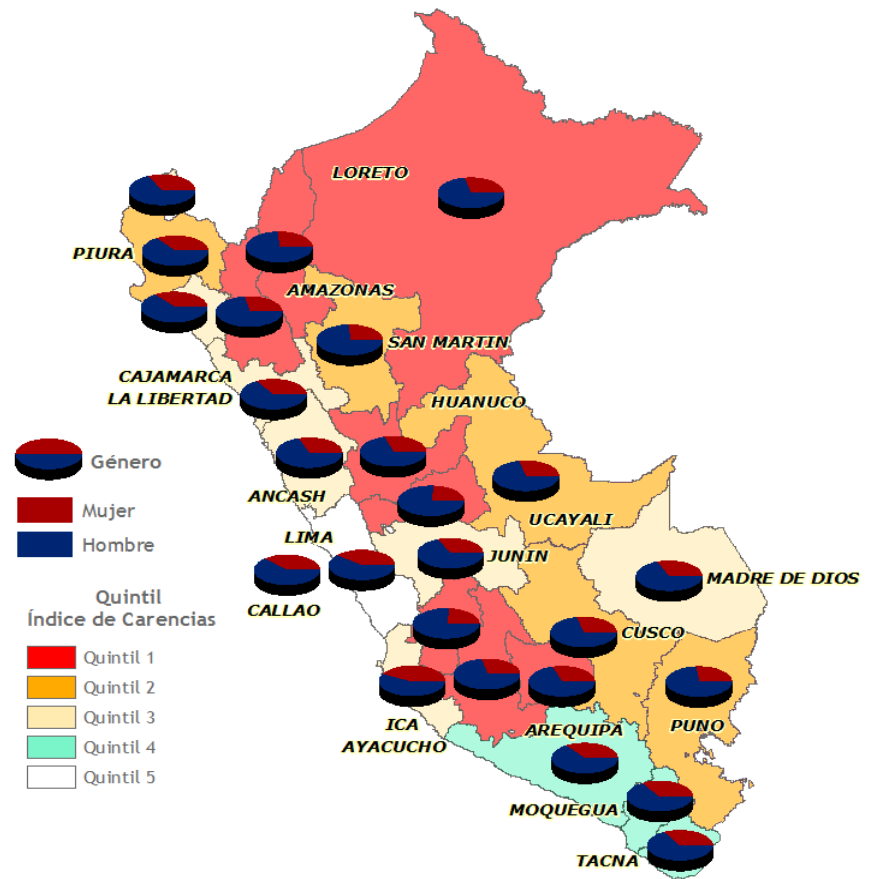 LORETO
PIURA
AMAZONAS
SAN MARTIN
CAJAMARCA
LA LIBERTAD
HUANUCO
Género
ANCASH
Mujer
UCAYALI
LIMA
Hombre
JUNIN
MADRE DE DIOS
CALLAO
Quintil
Índice de Carencias
CUSCO
Quintil 1
Quintil 2
Quintil 3
ICA
AREQUIPA
PUNO
AYACUCHO
Quintil 4
Quintil 5
MOQUEGUA
TACNA